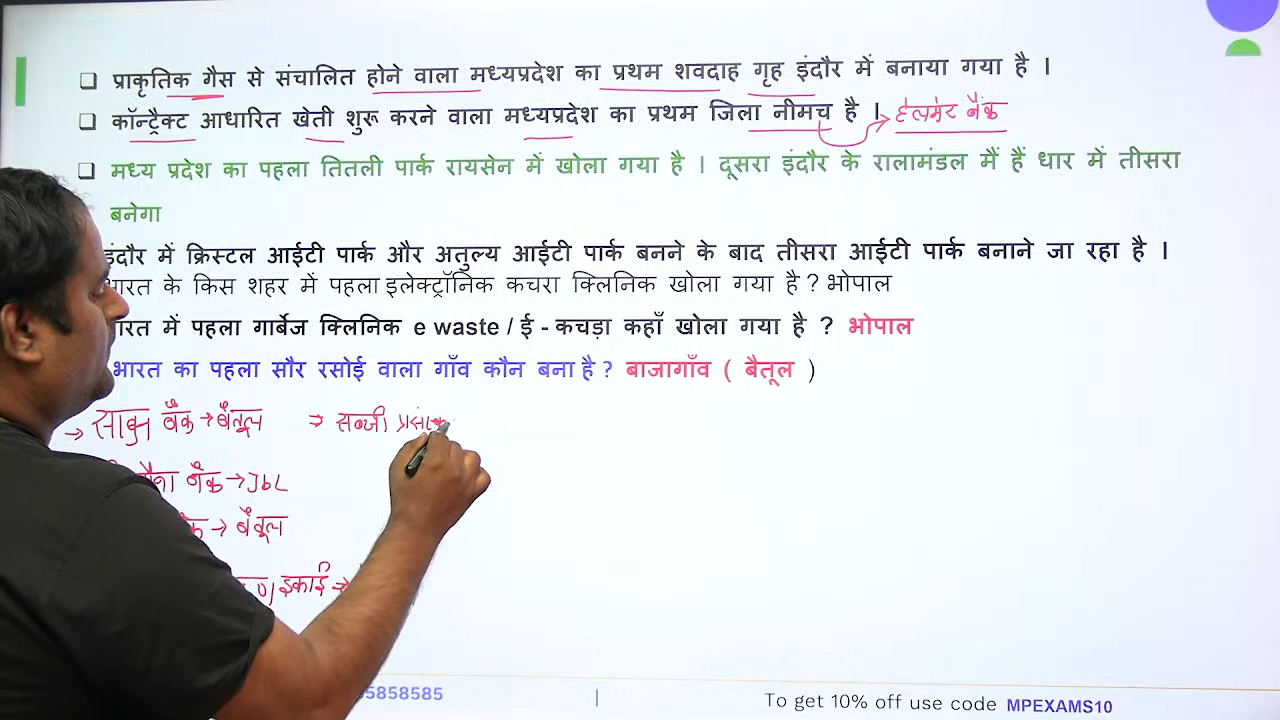 ❑ प्राकृतिक गैस से संचालित होने वाला मध्यप्रदेश का प्रथम शवदाह गृह इंदौर में बनाया गया है ।
❑ कॉन्ट्रैक्ट आधारित खेती शुरू करने वाला मध्यप्रदेश का प्रथम जिला नीमच है । हेलमेट बैंक
❑ मध्य प्रदेश का पहला तितली पार्क रायसेन में खोला गया है । दूसरा इंदौर के रालामंडल मैं हैं धार में तीसरा
बनेगा
इंदौर में क्रिस्टल आईटी पार्क और अतुल्य आईटी पार्क बनने के बाद तीसरा आईटी पार्क बनाने जा रहा है ।
के किस शहर में पहला इलेक्ट्रॉनिक कचरा क्लिनिक खोला गया है ? भोपाल
में पहला गार्बेज क्लिनिक e waste / ई - कचड़ा कहाँ खोला गया है ? भोपाल
भारत का पहला सौर रसोई वाला गाँव कौन बना है ? बाजागाँव ( बैतूल )
→ बैंक → बैतूल ⇒ सब्जी
बैंक → JbL
→ बैतूल
इकाई →
5858585 | To get 10% off use code MPEXAMS10